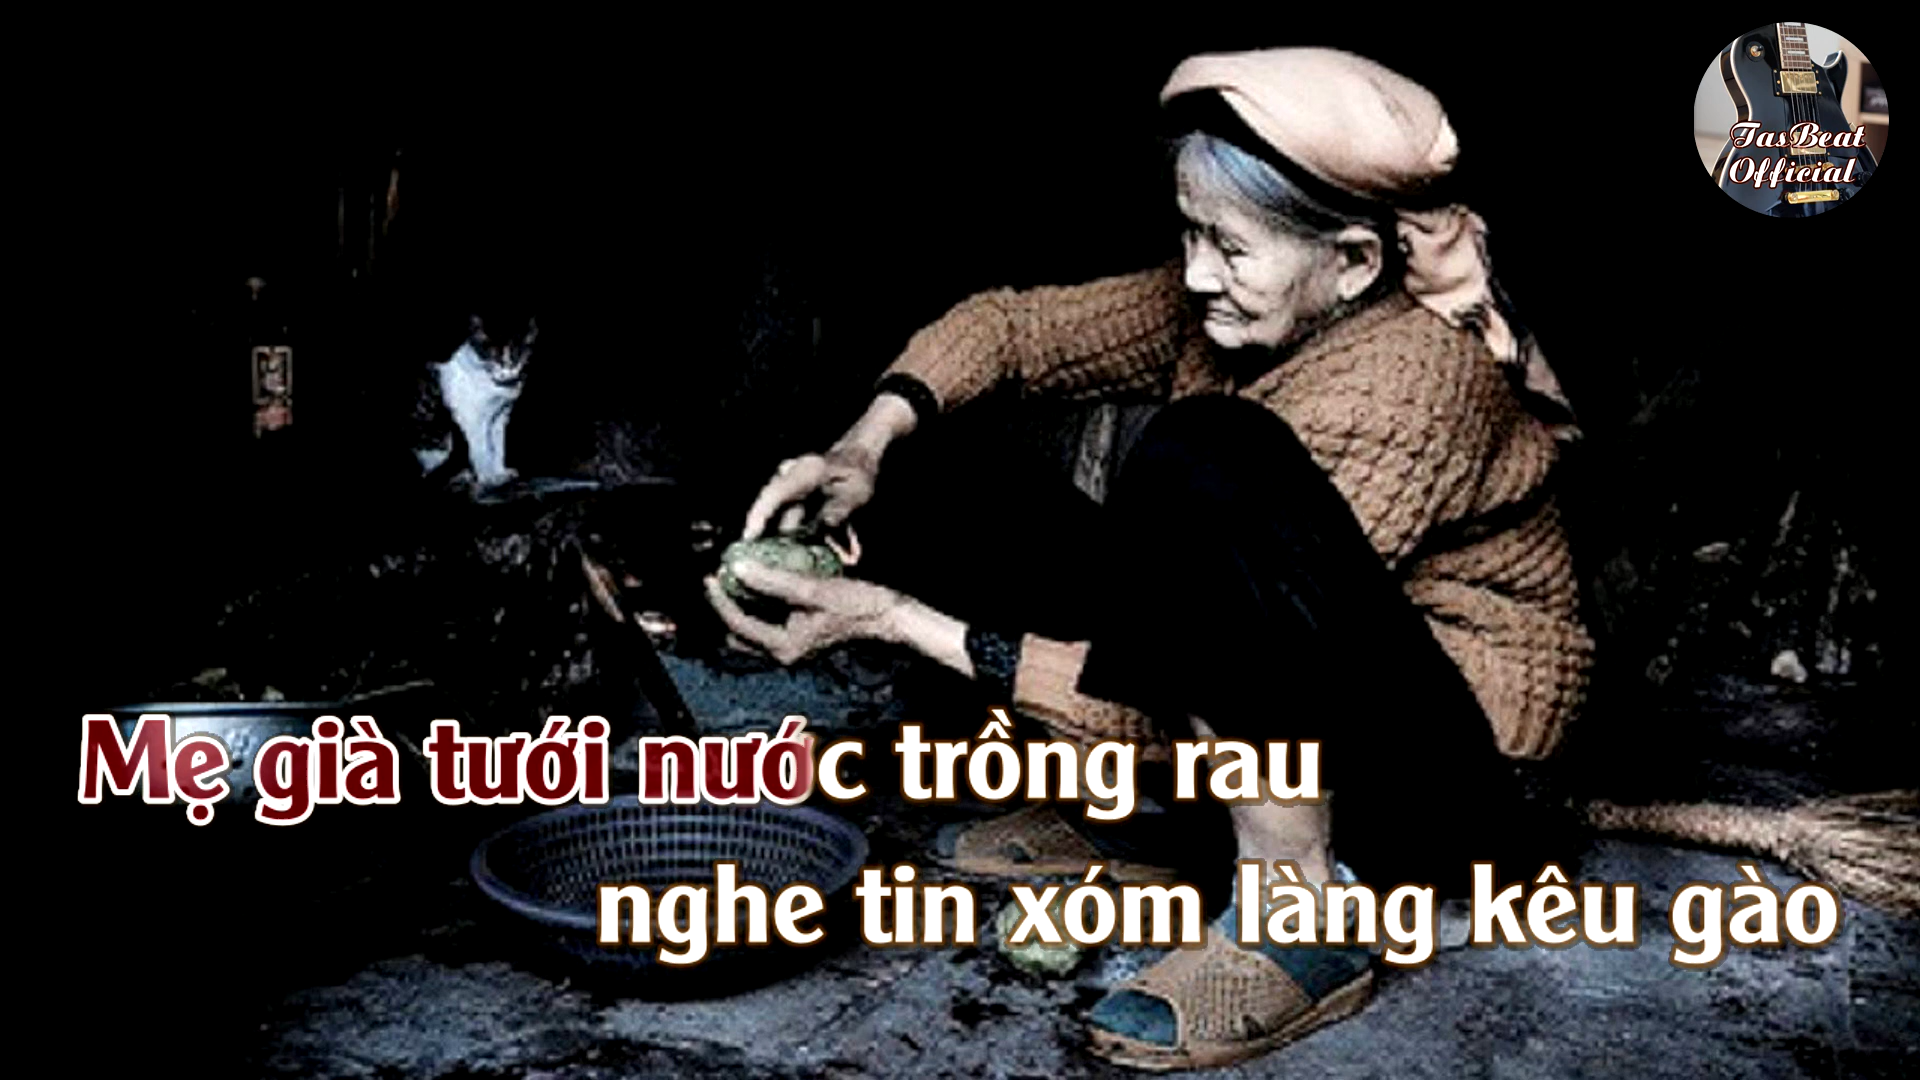 TasBeat
Official
Mẹ già tưới nước trồng rau
nghe tin xóm làng kêu gào